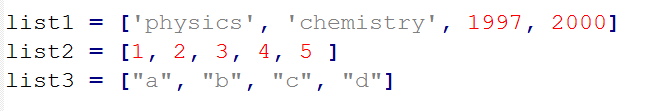 list1 = ['physics', 'chemistry', 1997, 2000]
list2 = [1, 2, 3, 4, 5 ]
list3 = ["a", "b", "c", "d"]